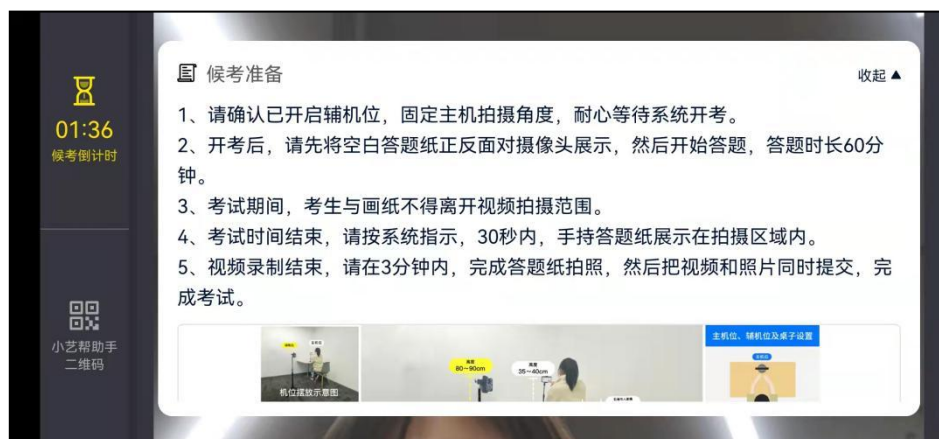 01:36
候考倒计时
小艺帮助手
二维码
候考准备
收起▲
1、请确认已开启辅机位，固定主机拍摄角度，耐心等待系统开考。
2、开考后，请先将空白答题纸正反面对摄像头展示，然后开始答题，答题时长60分
钟。
3、考试期间，考生与画纸不得离开视频拍摄范围。
4、考试时间结束，请按系统指示，30秒内，手持答题纸展示在拍摄区域内。
5、视频录制结束，请在3分钟内，完成答题纸拍照，然后把视频和照片同时提交，完
成考试。
机位摆放示意图
高度
80~90cm
高度
35~40cm
主机位、辅机位及桌子设置